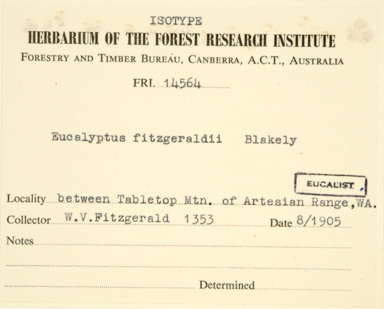 ISOTYPE
HERBARIUM OF THE FOREST RESEARCH INSTITUTE
FORESTRY AND TIMBER BUREAU, CANBERRA, A.C.T., AUSTRALIA
FRI. 14564
Eucalyptus fitzgeraldii Blakely
EUCALIST
Locality between Tabletop Mtn. of Artesian Range, WA.
Collector W.V.Fitzgerald 1353 Date 8/1905
Notes
Determined